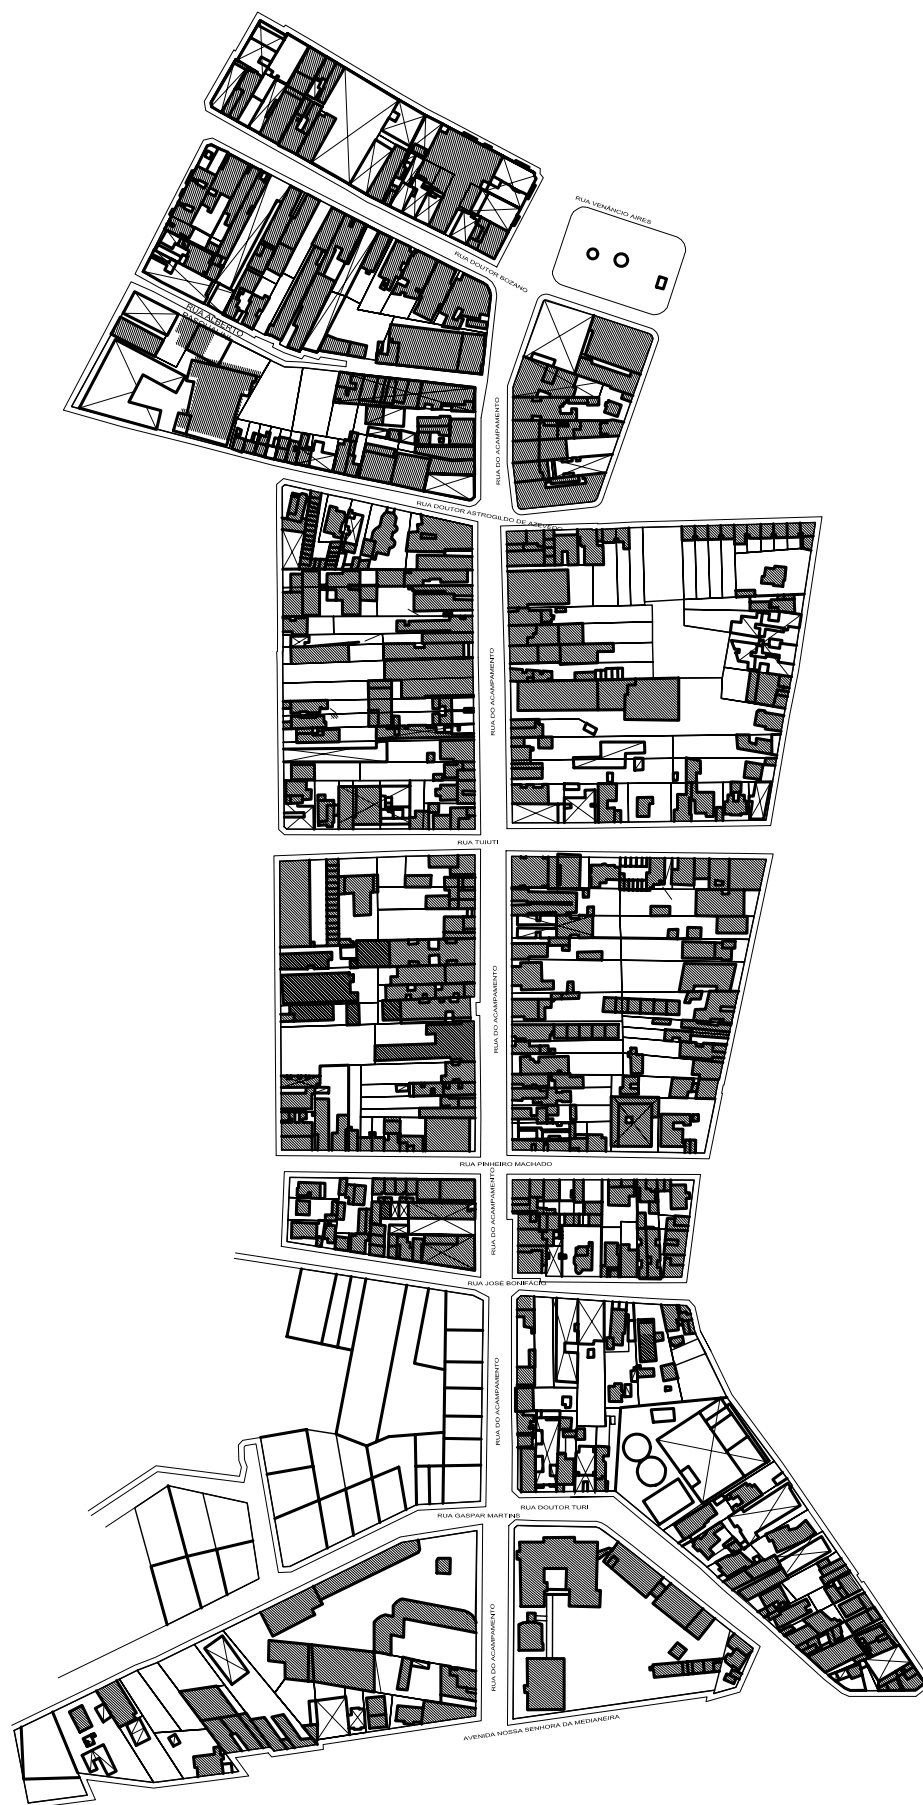 RUA VENÂNCIO AIRES
RUA DOUTOR BOZANO
RUA ALBERTO
RUA DO ACAMPAMENTO
RUA DOUTOR ASTROGILDO DE AZEVEDO
RUA DO ACAMPAMENTO
RUA TUIUTI
RUA DO ACAMPAMENTO
RUA PINHEIRO MACHADO
RUA DO ACAMPAMENTO
RUA JOSÉ BONIFÁCIO
RUA DO ACAMPAMENTO
RUA DOUTOR TURI
RUA GASPAR MARTINS
RUA DO ACAMPAMENTO
AVENIDA NOSSA SENHORA DA MEDIANEIRA